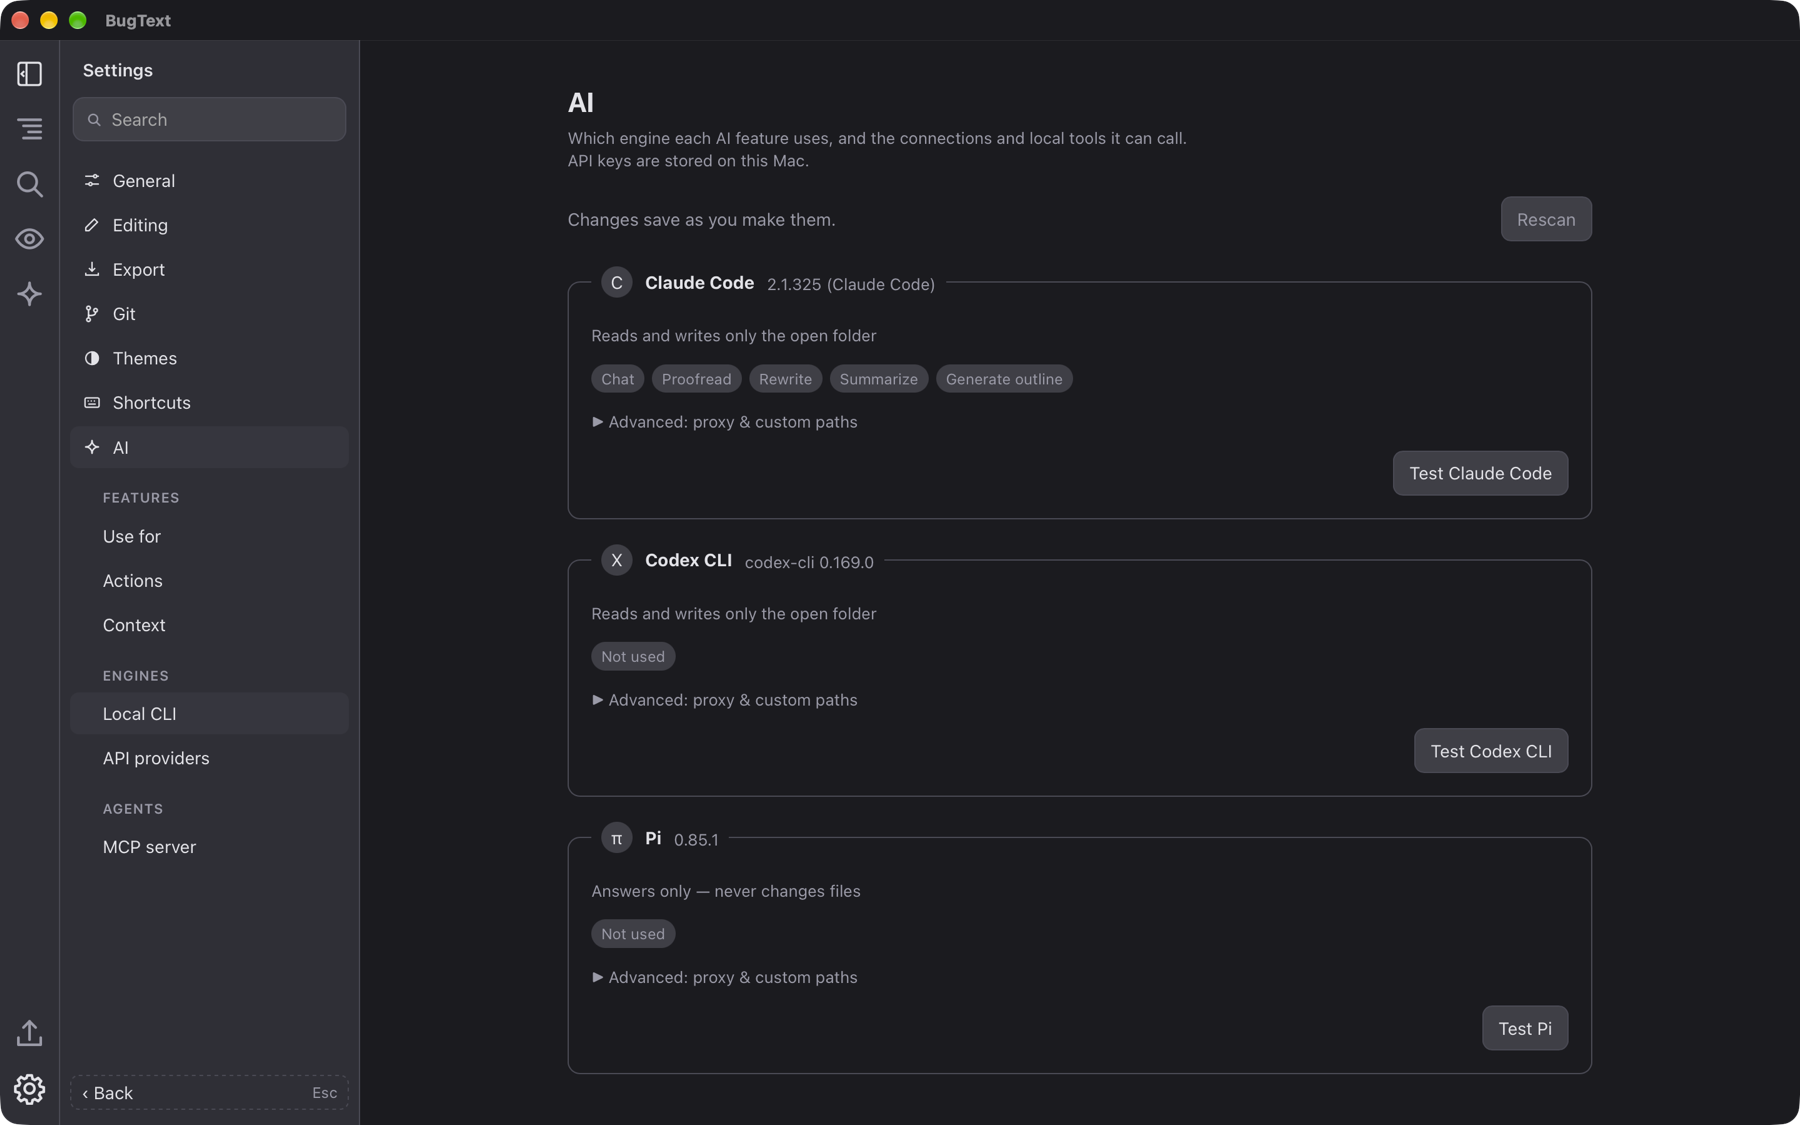 BugText
Settings
Search
General
Editing
Export
Git
Themes
Shortcuts
AI
FEATURES
Use for
Actions
Context
ENGINES
Local CLI
API providers
AGENTS
MCP server
‹ Back Esc
AI
Which engine each AI feature uses, and the connections and local tools it can call.
API keys are stored on this Mac.
Changes save as you make them. Rescan
C Claude Code 2.1.325 (Claude Code)
Reads and writes only the open folder
Chat Proofread Rewrite Summarize Generate outline
▶ Advanced: proxy & custom paths
Test Claude Code
X Codex CLI codex-cli 0.169.0
Reads and writes only the open folder
Not used
▶ Advanced: proxy & custom paths
Test Codex CLI
π Pi 0.85.1
Answers only — never changes files
Not used
▶ Advanced: proxy & custom paths
Test Pi